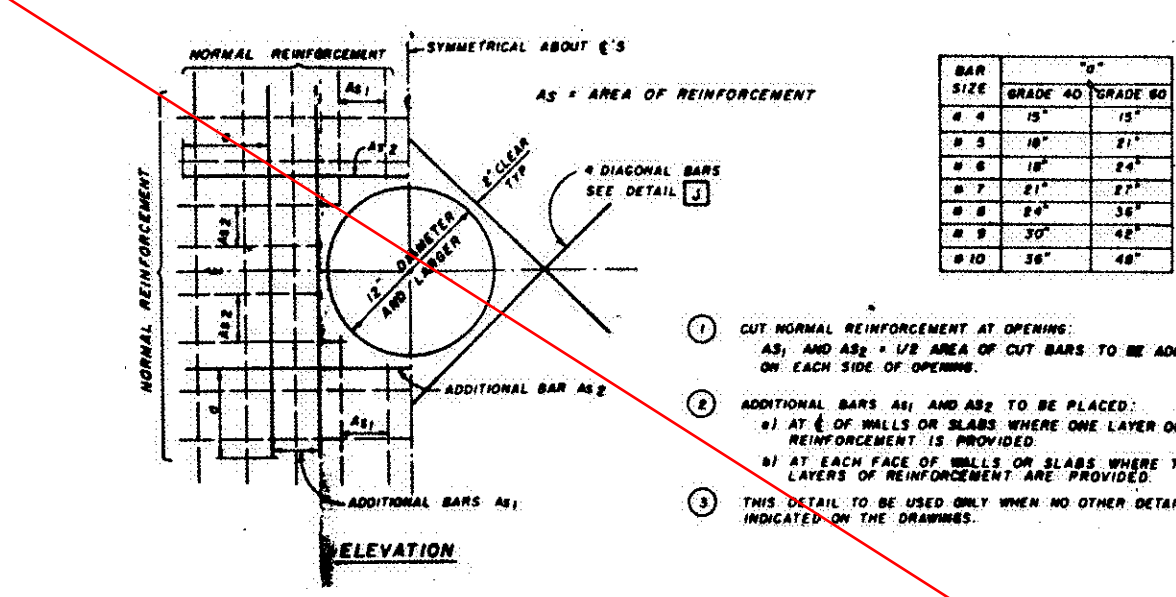 NORMAL REINFORCEMENT
SYMMETRICAL ABOUT ℄'S
AS = AREA OF REINFORCEMENT
As1
As2
As2
As2
As1
NORMAL REINFORCEMENT
2" CLEAR
TYP
4 DIAGONAL BARS
SEE DETAIL J
12" DIAMETER
AND LARGER
ADDITIONAL BAR As2
ADDITIONAL BARS As1
ELEVATION
BAR SIZE "a"
GRADE 40 GRADE 60
# 4 15" 15"
# 5 18" 21"
# 6 18" 24"
# 7 21" 27"
# 8 24" 36"
# 9 30" 42"
# 10 36" 48"
1 CUT NORMAL REINFORCEMENT AT OPENING:
AS1 AND AS2 = 1/2 AREA OF CUT BARS TO BE
ON EACH SIDE OF OPENING.
2 ADDITIONAL BARS As1 AND AS2 TO BE PLACED:
a) AT ℄ OF WALLS OR SLABS WHERE ONE LAYER
REINFORCEMENT IS PROVIDED
b) AT EACH FACE OF WALLS OR SLABS WHERE
LAYERS OF REINFORCEMENT ARE PROVIDED.
3 THIS DETAIL TO BE USED ONLY WHEN NO OTHER
INDICATED ON THE DRAWINGS.